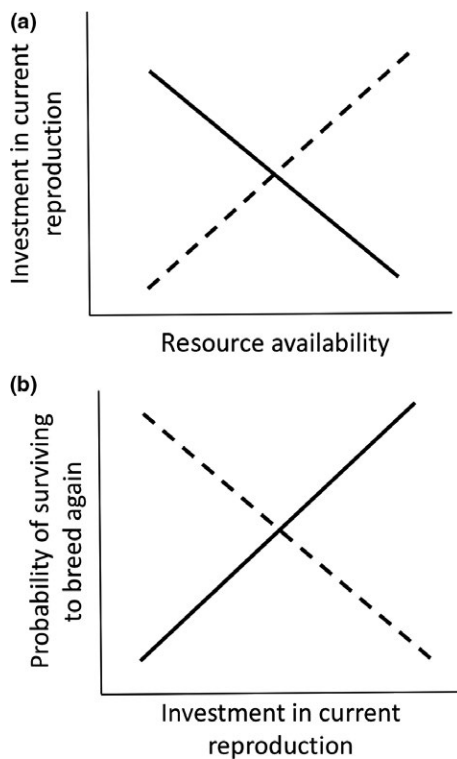 (a)
Investment in current
reproduction
Resource availability
(b)
Probability of surviving
to breed again
Investment in current
reproduction